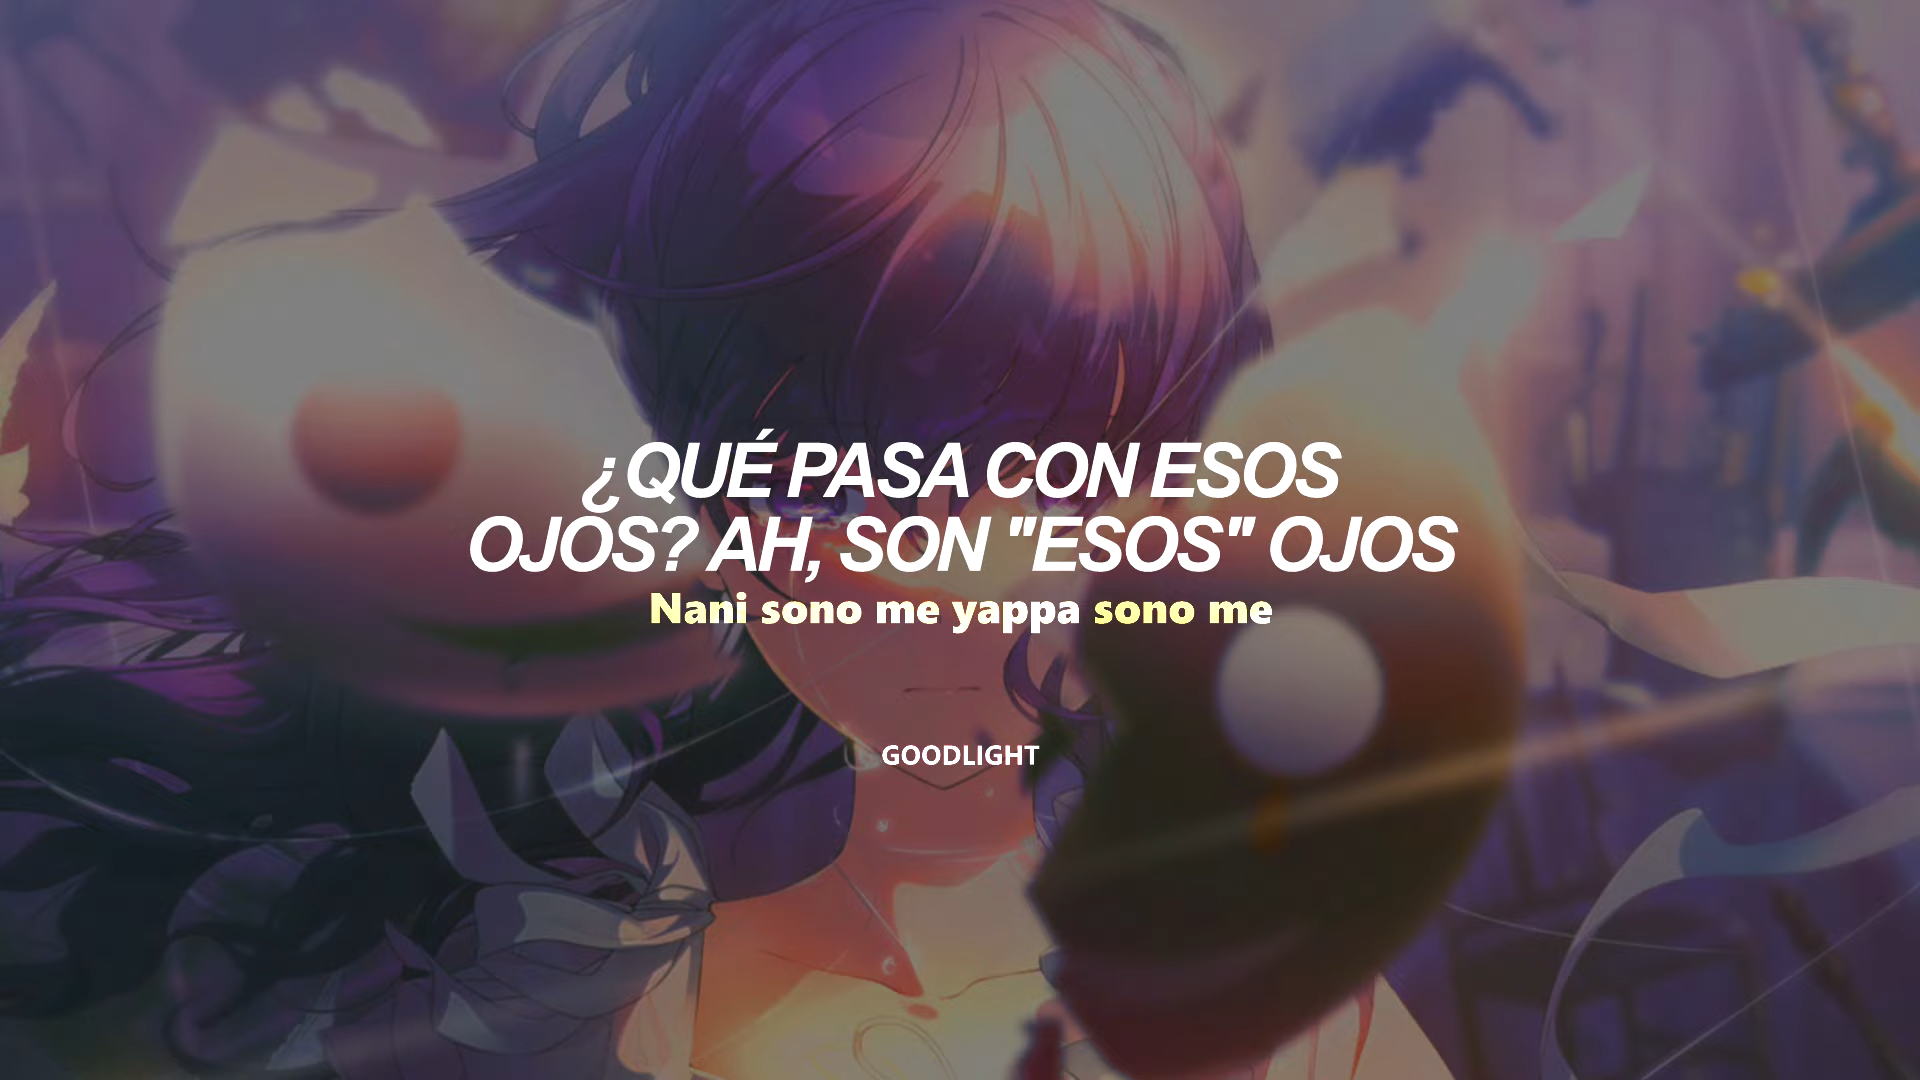 ¿QUÉ PASA CON ESOS
OJOS? AH, SON "ESOS" OJOS
Nani sono me yappa sono me
GOODLIGHT